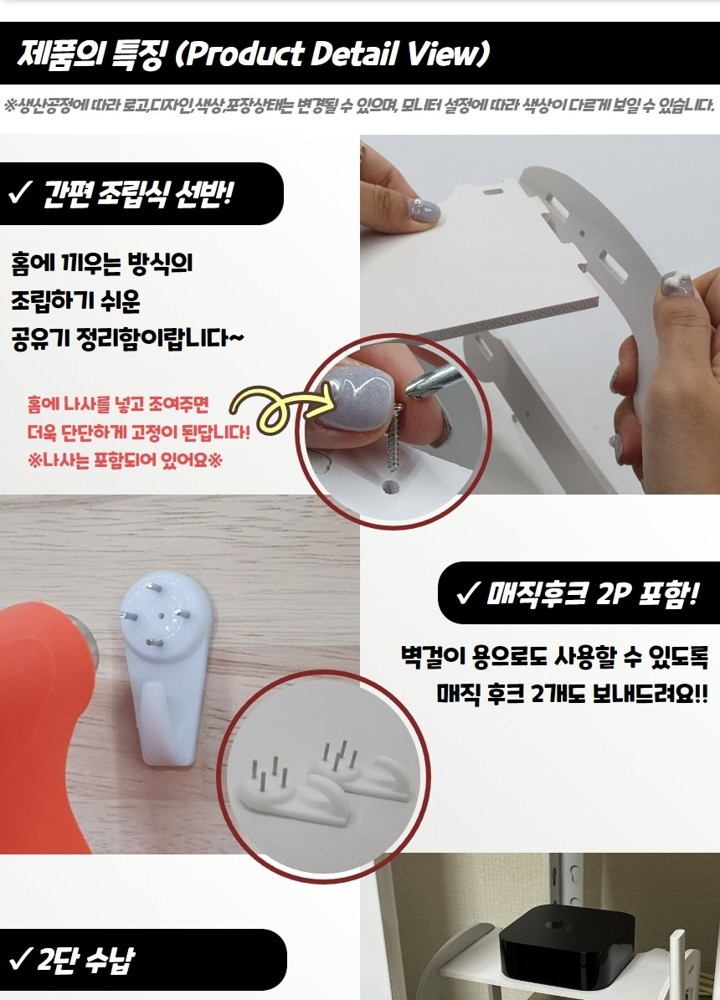 제품의 특징 (Product Detail View)
※생산공정에 따라 로고,디자인,색상,포장상태는 변경될 수 있으며, 모니터 설정에 따라 색상이 다르게 보일 수 있습니다.
✓ 간편 조립식 선반!
홈에 끼우는 방식의
조립하기 쉬운
공유기 정리함이랍니다~
홈에 나사를 넣고 조여주면
더욱 단단하게 고정이 된답니다!
※나사는 포함되어 있어요※
✓ 매직후크 2P 포함!
벽걸이 용으로도 사용할 수 있도록
매직 후크 2개도 보내드려요!!
✓ 2단 수납